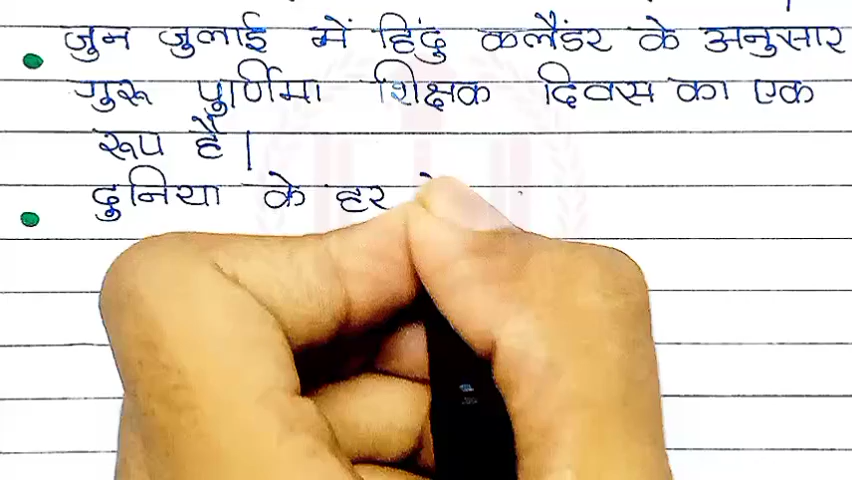 जुन जुलाई में हिंदु कलैंडर के अनुसार
गुरू पुर्णिमा शिक्षक दिवस का एक
रूप है।
दुनिया के हर